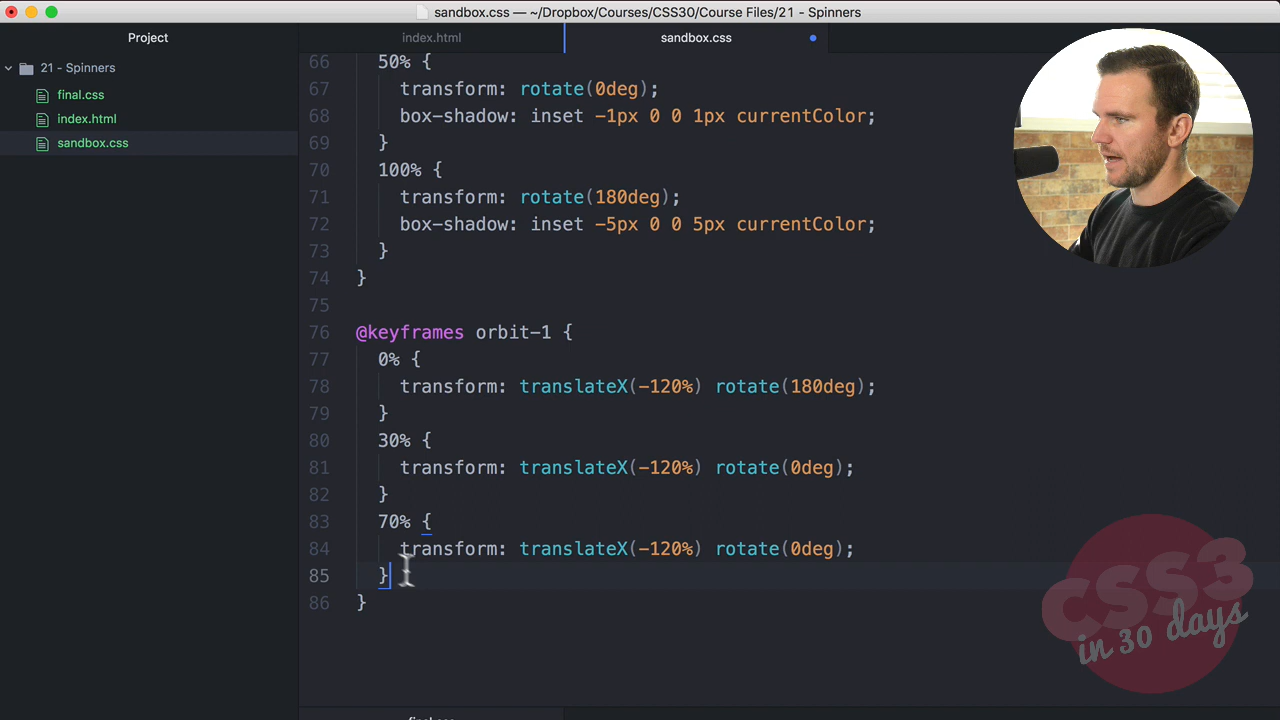 sandbox.css — ~/Dropbox/Courses/CSS30/Course Files/21 - Spinners
Project
index.html
sandbox.css
21 - Spinners
final.css
index.html
sandbox.css
66 50% {
67 transform: rotate(0deg);
68 box-shadow: inset -1px 0 0 1px currentColor;
69 }
70 100% {
71 transform: rotate(180deg);
72 box-shadow: inset -5px 0 0 5px currentColor;
73 }
74 }
75
76 @keyframes orbit-1 {
77 0% {
78 transform: translateX(-120%) rotate(180deg);
79 }
80 30% {
81 transform: translateX(-120%) rotate(0deg);
82 }
83 70% {
84 transform: translateX(-120%) rotate(0deg);
85 }
86 }
CSS3
in 30 days